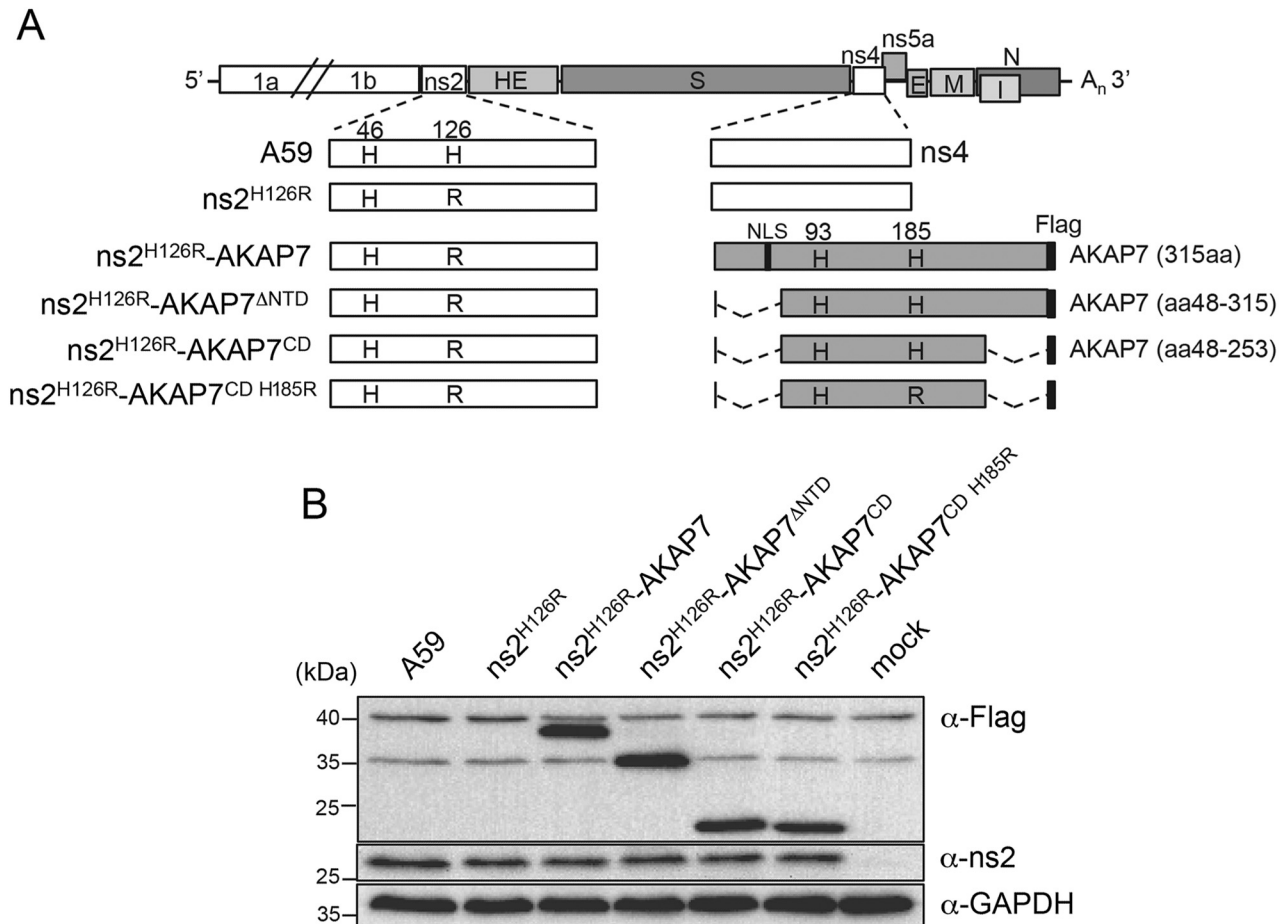 A
5' 1a 1b ns2 HE S ns4 ns5a E M N I An 3'
46 126
A59 H H ns4
ns2H126R H R
NLS 93 185 Flag
ns2H126R-AKAP7 H R H H AKAP7 (315aa)
ns2H126R-AKAP7ΔNTD H R H H AKAP7 (aa48-315)
ns2H126R-AKAP7CD H R H H AKAP7 (aa48-253)
ns2H126R-AKAP7CD H185R H R H R
B
(kDa) A59 ns2H126R ns2H126R-AKAP7 ns2H126R-AKAP7ΔNTD ns2H126R-AKAP7CD ns2H126R-AKAP7CD H185R mock
40 α-Flag
35
25
α-ns2
25
α-GAPDH
35